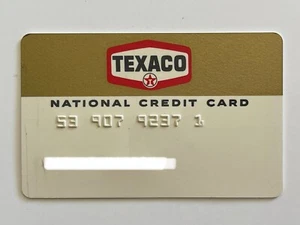 TEXACO
T
NATIONAL CREDIT CARD
53 907 9237 1